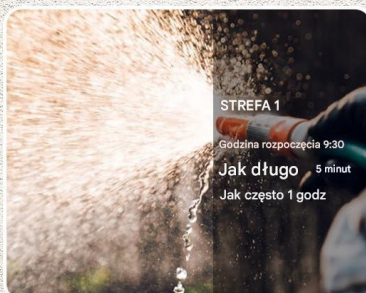 STREFA 1
Godzina rozpoczęcia 9:30
Jak długo 5 minut
Jak często 1 godz